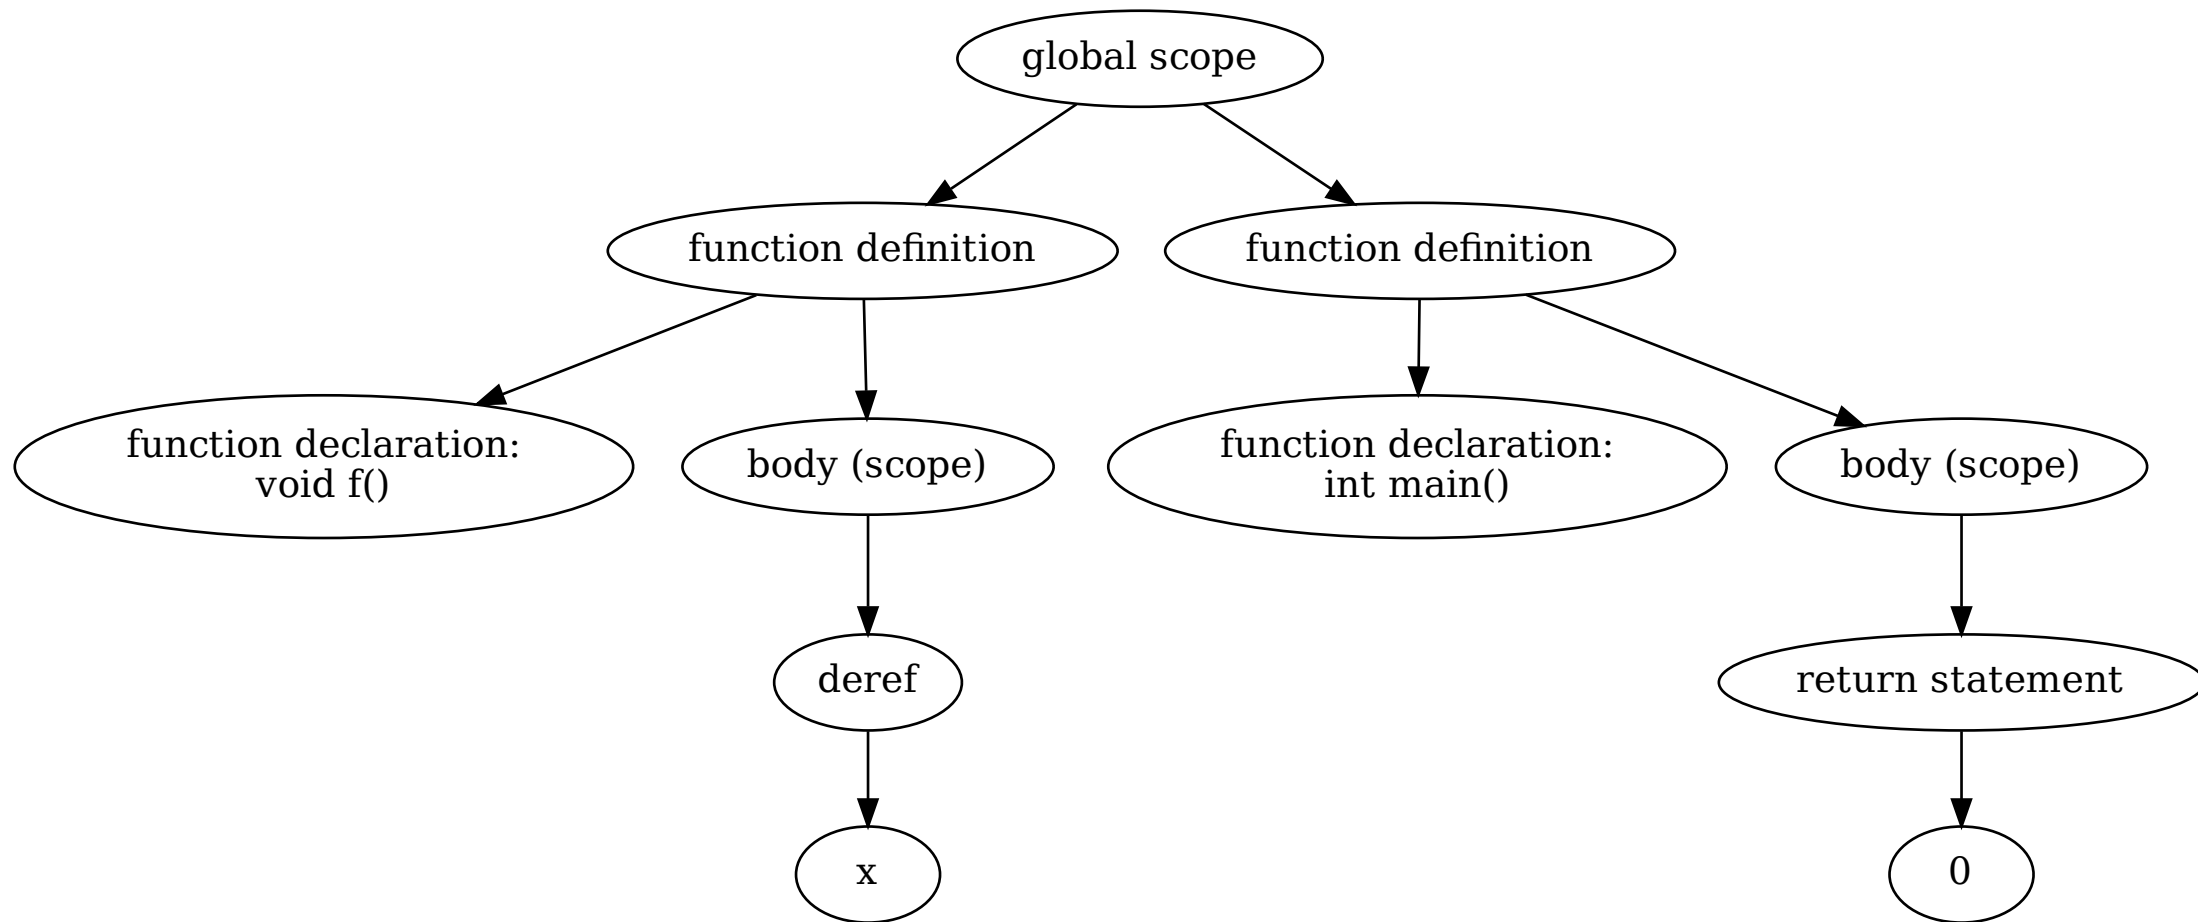 global scope
function definition
function definition
function declaration:
void f()
body (scope)
function declaration:
int main()
body (scope)
deref
return statement
x
0